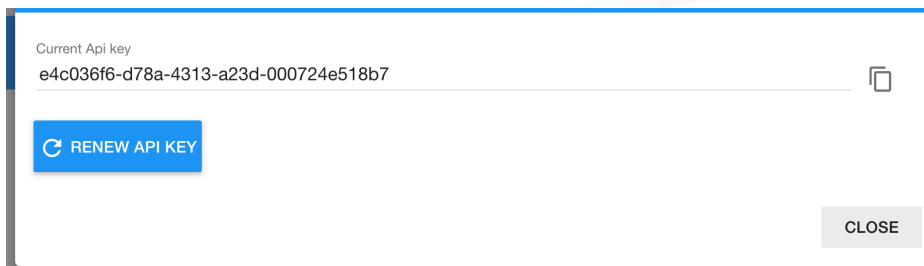 Current Api key
e4c036f6-d78a-4313-a23d-000724e518b7
RENEW API KEY
CLOSE